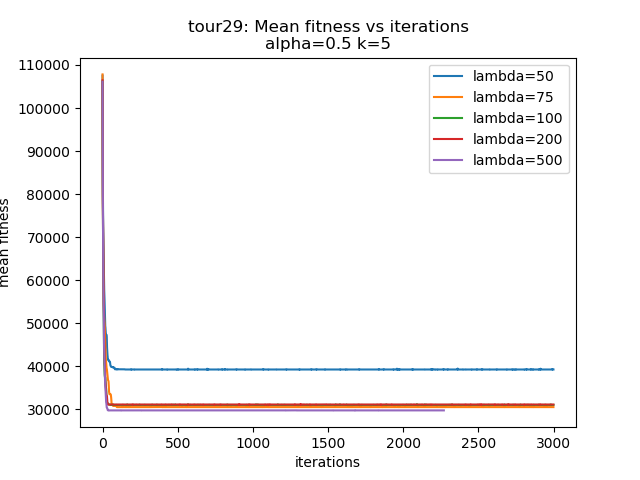 tour29: Mean fitness vs iterations
alpha=0.5 k=5
110000
100000
90000
80000
70000
60000
50000
40000
30000
mean fitness
lambda=50
lambda=75
lambda=100
lambda=200
lambda=500
0 500 1000 1500 2000 2500 3000
iterations